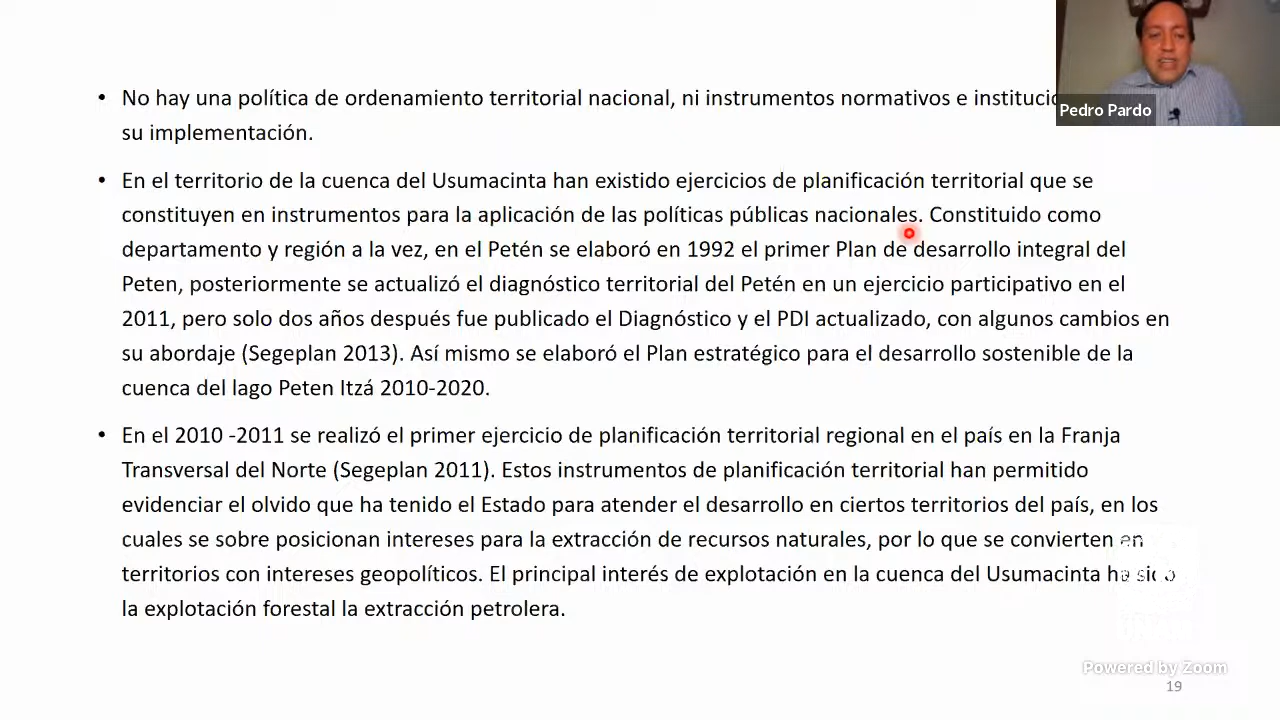 No hay una política de ordenamiento territorial nacional, ni instrumentos normativos e
su implementación.
En el territorio de la cuenca del Usumacinta han existido ejercicios de planificación territorial que se
constituyen en instrumentos para la aplicación de las políticas públicas nacionales. Constituido como
departamento y región a la vez, en el Petén se elaboró en 1992 el primer Plan de desarrollo integral del
Peten, posteriormente se actualizó el diagnóstico territorial del Petén en un ejercicio participativo en el
2011, pero solo dos años después fue publicado el Diagnóstico y el PDI actualizado, con algunos cambios en
su abordaje (Segeplan 2013). Así mismo se elaboró el Plan estratégico para el desarrollo sostenible de la
cuenca del lago Peten Itzá 2010-2020.
En el 2010 -2011 se realizó el primer ejercicio de planificación territorial regional en el país en la Franja
Transversal del Norte (Segeplan 2011). Estos instrumentos de planificación territorial han permitido
evidenciar el olvido que ha tenido el Estado para atender el desarrollo en ciertos territorios del país, en los
cuales se sobre posicionan intereses para la extracción de recursos naturales, por lo que se convierten en
territorios con intereses geopolíticos. El principal interés de explotación en la cuenca del Usumacinta ha sido
la explotación forestal la extracción petrolera.
Pedro Pardo
Powered by Zoom
19